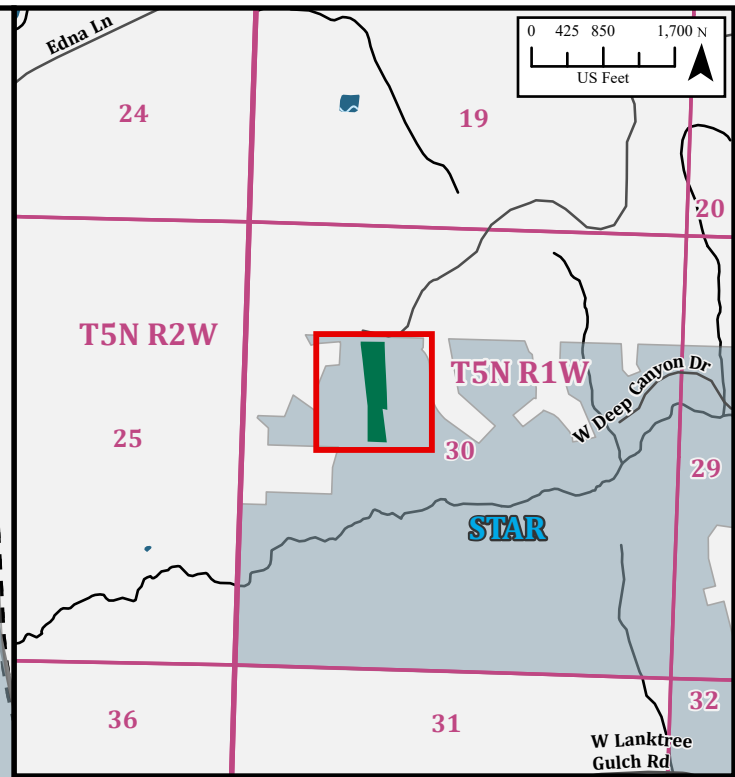 Edna Ln
0 425 850 1,700 N
US Feet
24
19
20
T5N R2W
T5N R1W
W Deep Canyon Dr
25
30
29
STAR
36
31
32
W Lanktree
Gulch Rd